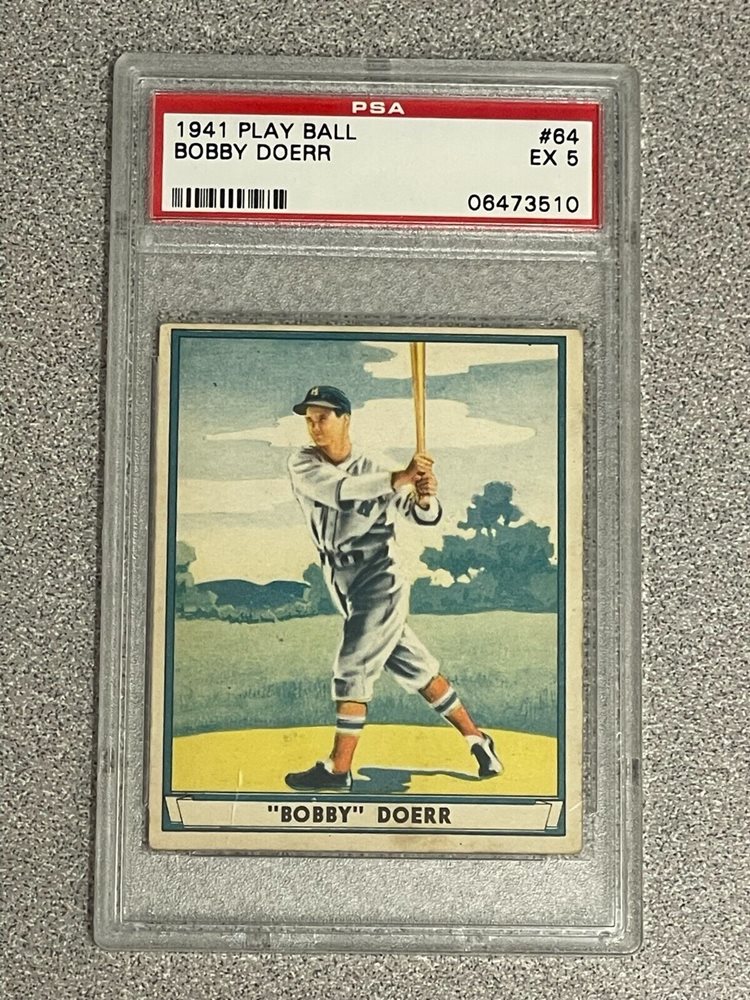 PSA
1941 PLAY BALL #64
BOBBY DOERR EX 5
06473510
"BOBBY" DOERR